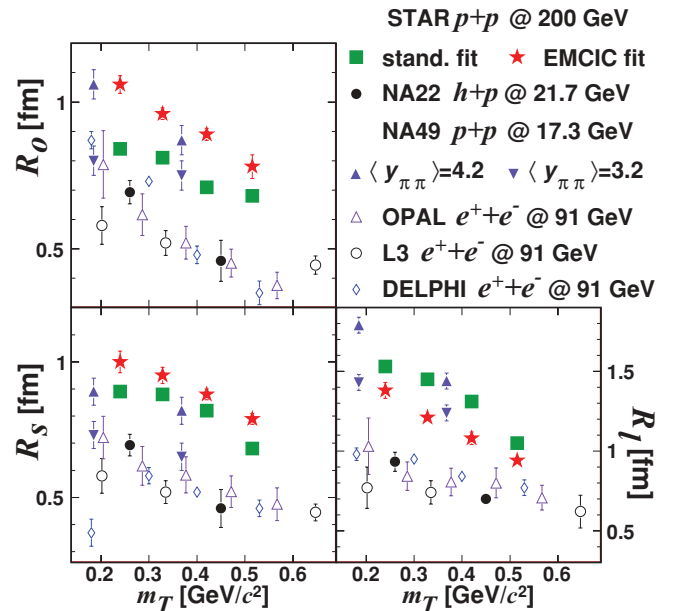 STAR p+p @ 200 GeV
stand. fit EMCIC fit
NA22 h+p @ 21.7 GeV
NA49 p+p @ 17.3 GeV
⟨ y_ππ ⟩=4.2 ⟨ y_ππ ⟩=3.2
OPAL e⁺+e⁻ @ 91 GeV
L3 e⁺+e⁻ @ 91 GeV
DELPHI e⁺+e⁻ @ 91 GeV
R_O [fm]
1
0.5
R_S [fm]
1
0.5
R_l [fm]
1.5
1
0.5
0.2 0.3 0.4 0.5 0.6
m_T [GeV/c²]
0.2 0.3 0.4 0.5 0.6
m_T [GeV/c²]